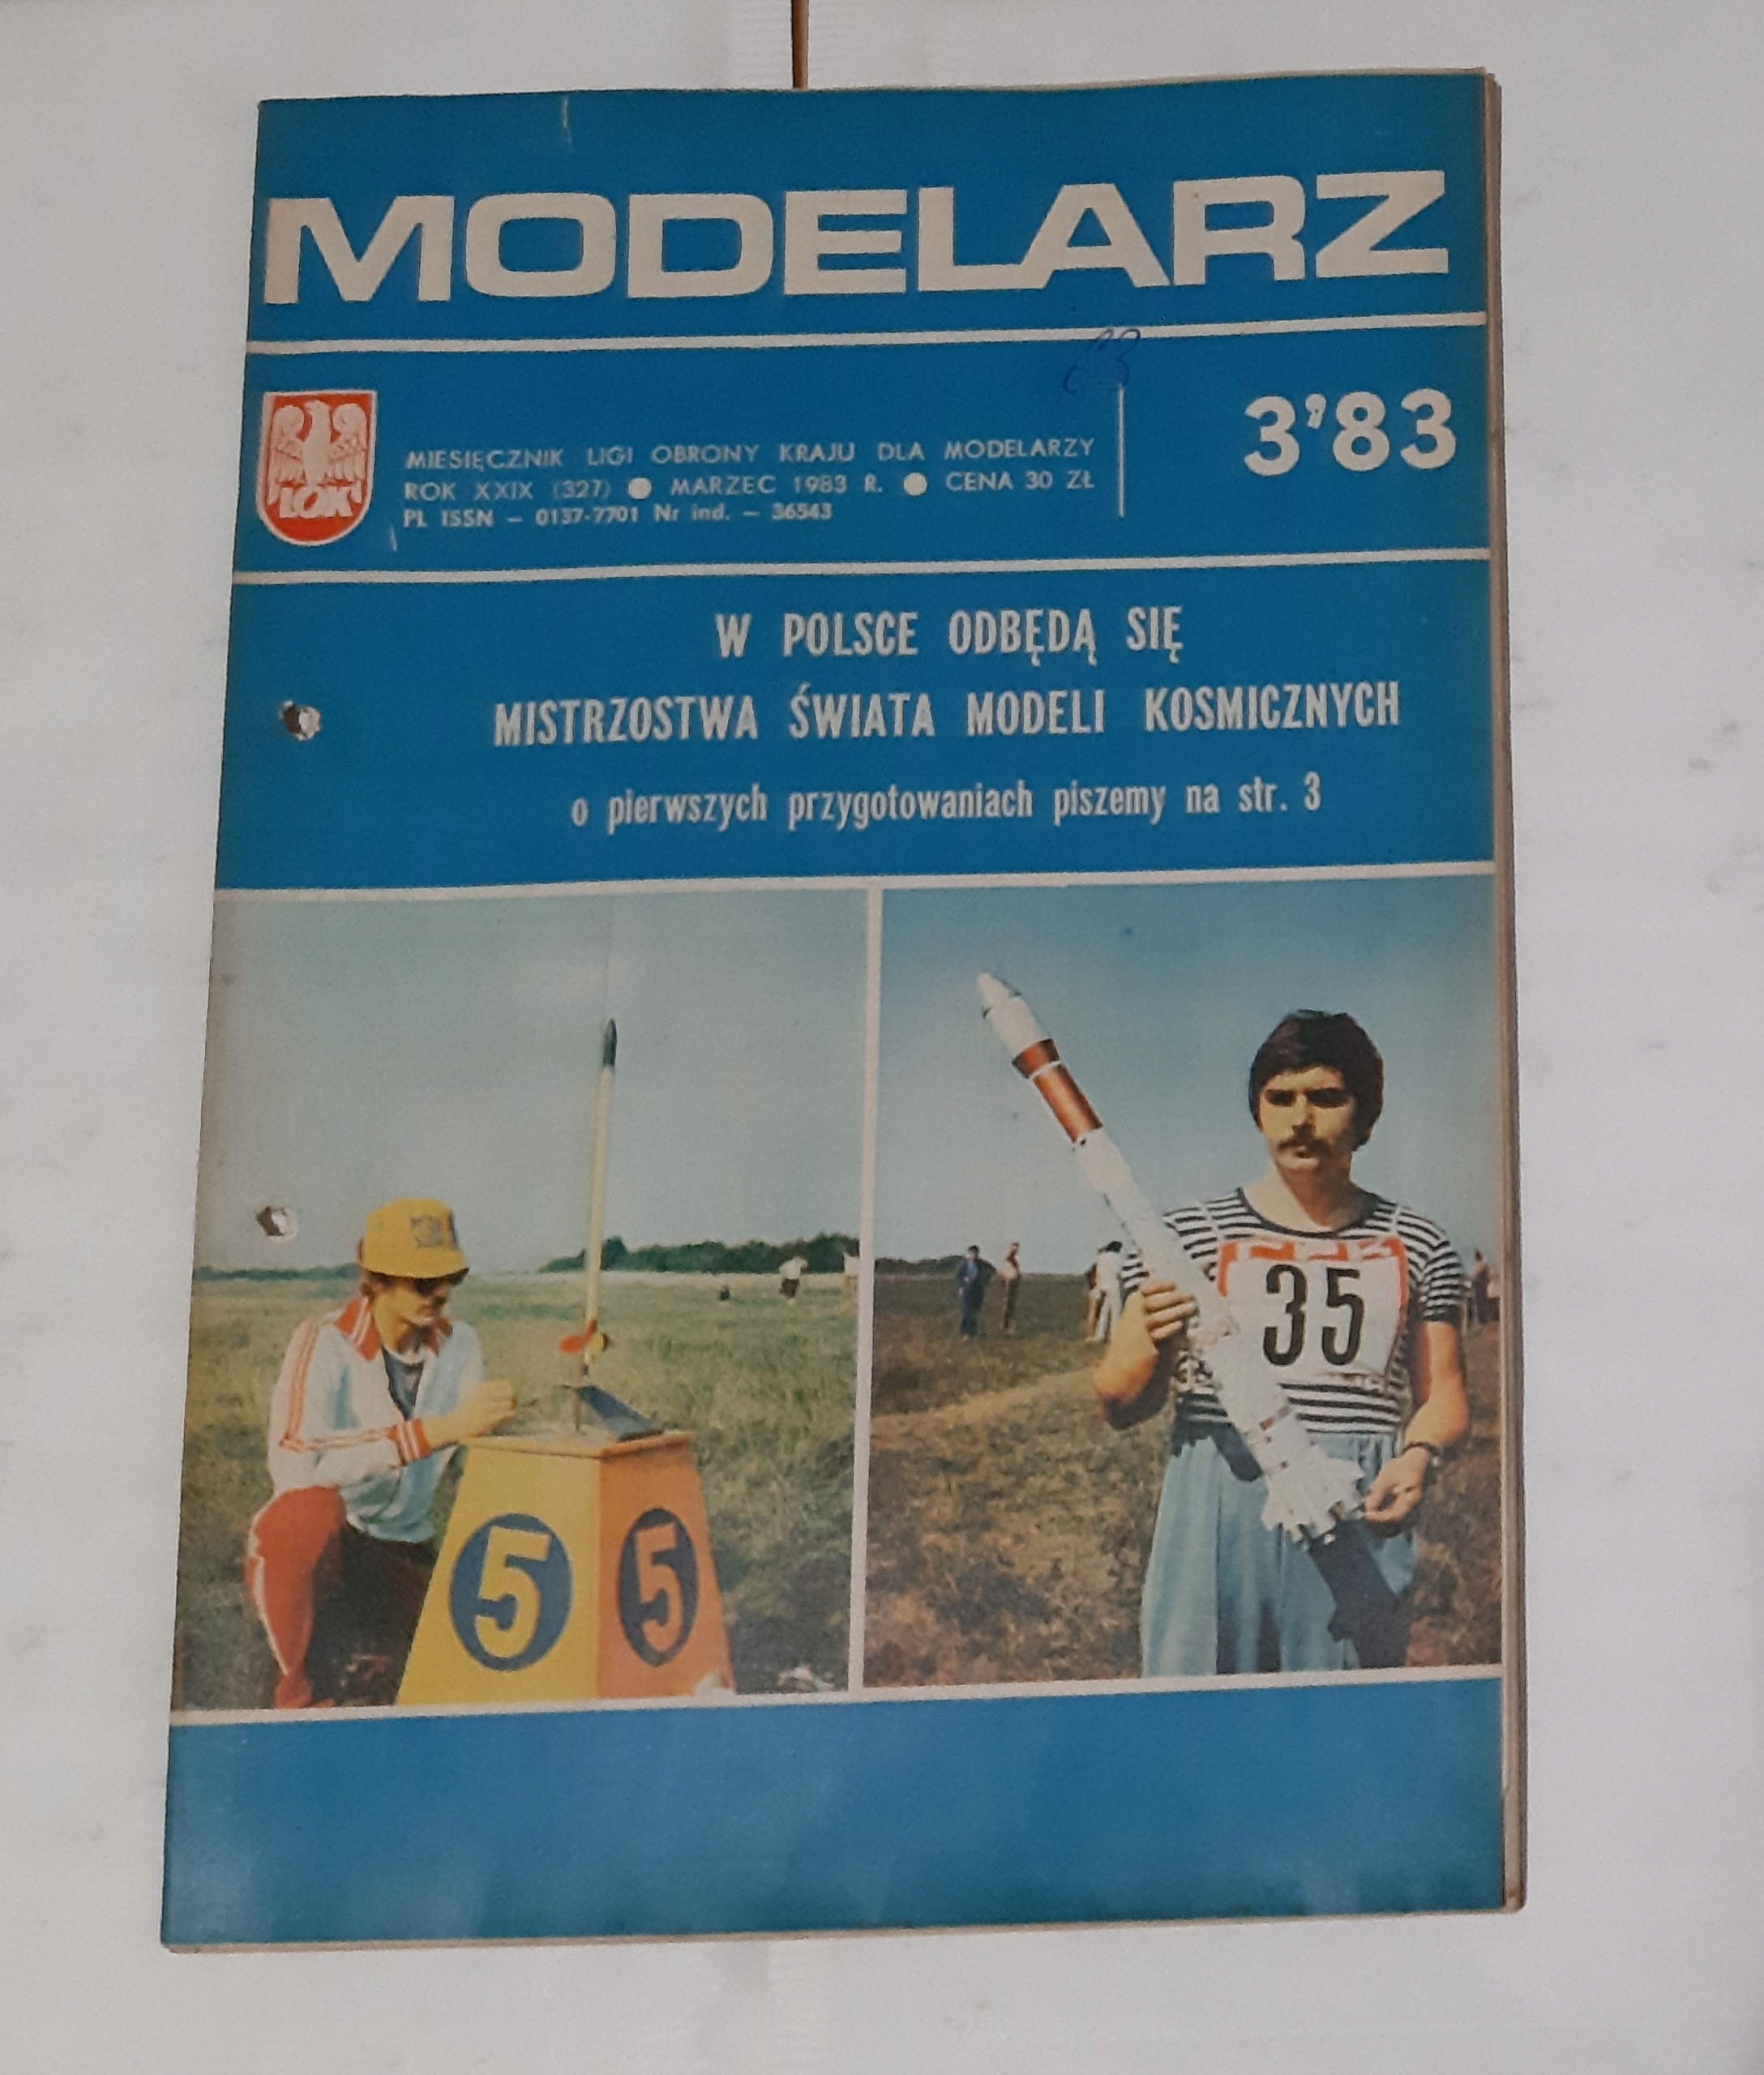 MODELARZ
3'83
LOK
MIESIĘCZNIK LIGI OBRONY KRAJU DLA MODELARZY
ROK XXIX (327) ● MARZEC 1983 R. ● CENA 30 ZŁ
PL ISSN – 0137-7701 Nr ind. – 36543
W POLSCE ODBĘDĄ SIĘ
MISTRZOSTWA ŚWIATA MODELI KOSMICZNYCH
o pierwszych przygotowaniach piszemy na str. 3
5 5
35